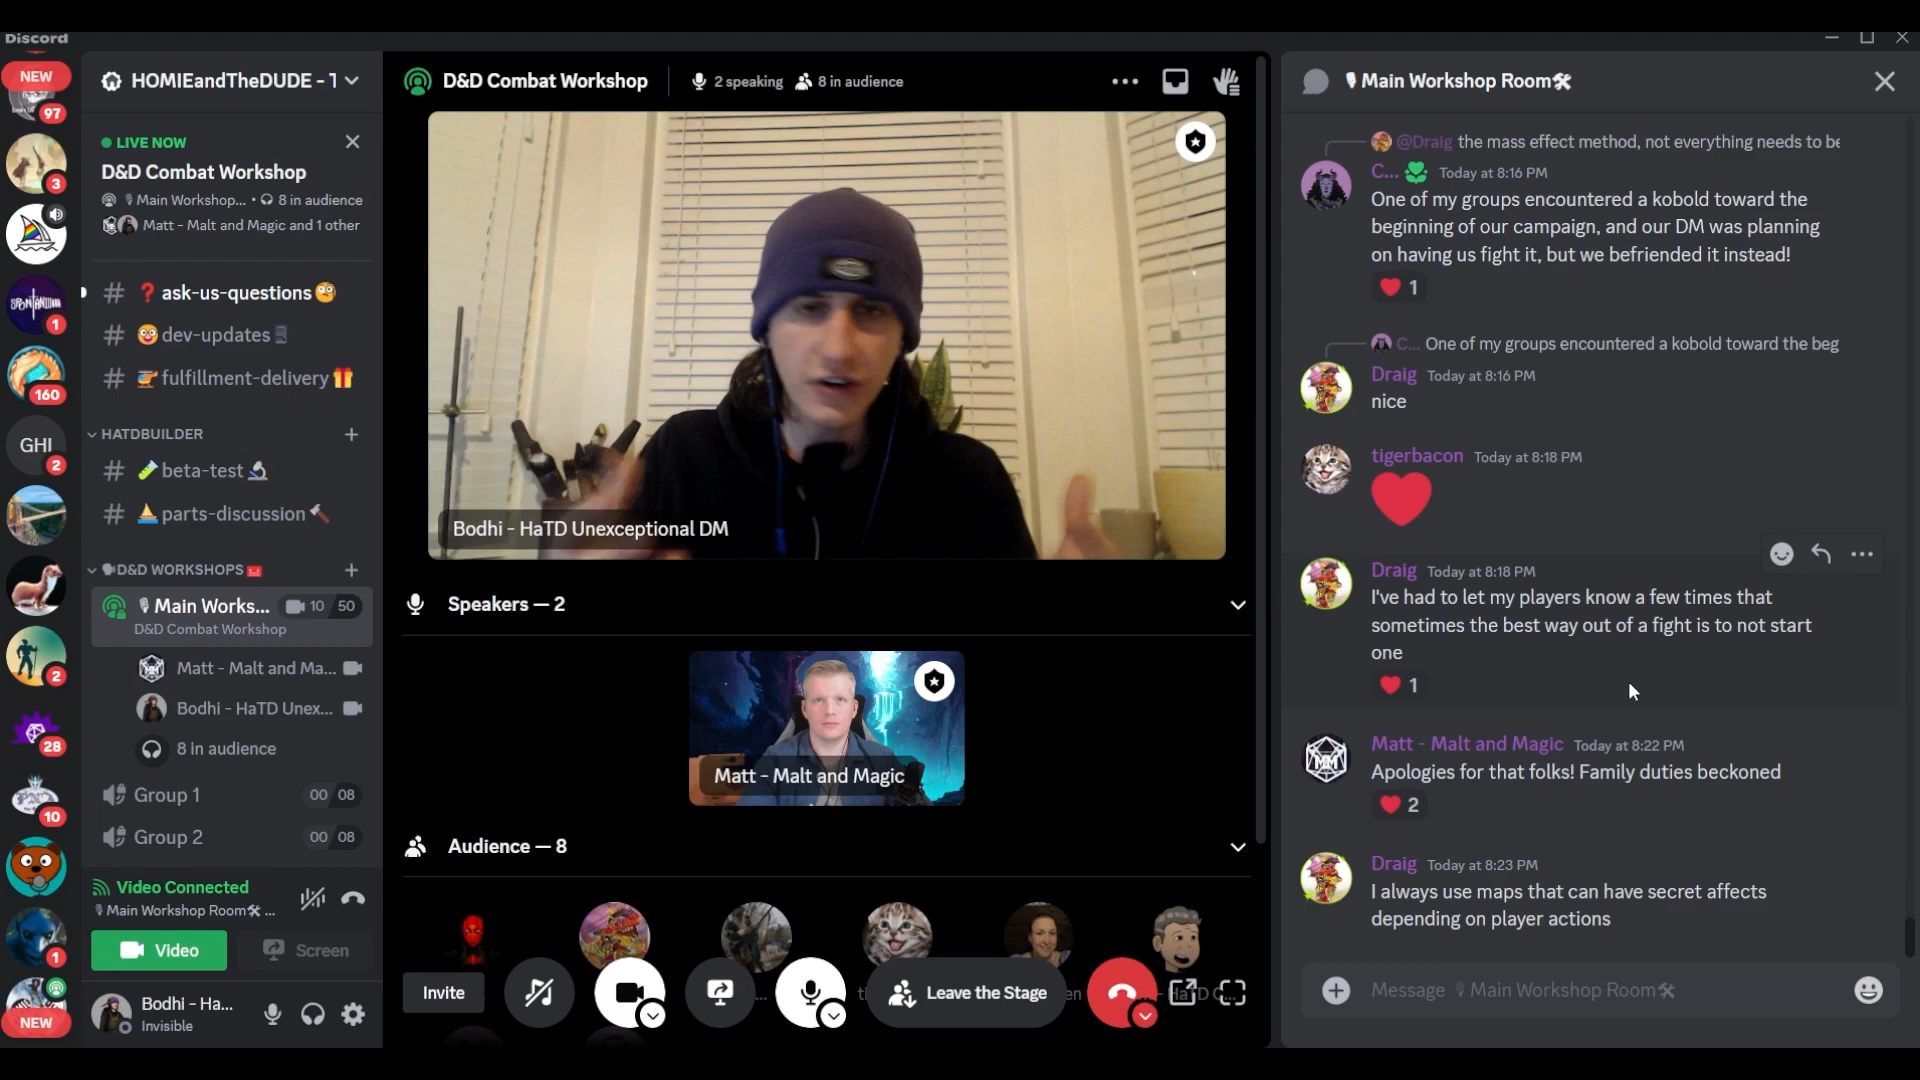 Discord
NEW
97
3
1
160
GHI
2
2
28
10
1
NEW
HOMIEandTheDUDE - T
LIVE NOW
D&D Combat Workshop
🎙Main Workshop... • 8 in audience
Matt - Malt and Magic and 1 other
# ❓ask-us-questions🧐
# dev-updates
# fulfillment-delivery🎁
HATDBUILDER
# 🧪beta-test🔬
# ⛵parts-discussion🔨
D&D WORKSHOPS
🎙Main Works... 10 50
D&D Combat Workshop
Matt - Malt and Ma...
Bodhi - HaTD Unex...
8 in audience
Group 1 00 08
Group 2 00 08
Video Connected
🎙Main Workshop Room🛠 ...
Video
Screen
Bodhi - Ha...
Invisible
D&D Combat Workshop
2 speaking
8 in audience
Bodhi - HaTD Unexceptional DM
Speakers — 2
Matt - Malt and Magic
Audience — 8
Invite
Leave the Stage
🎙Main Workshop Room🛠
@Draig the mass effect method, not everything needs to be
C... Today at 8:16 PM
One of my groups encountered a kobold toward the
beginning of our campaign, and our DM was planning
on having us fight it, but we befriended it instead!
❤️ 1
C... One of my groups encountered a kobold toward the beg
Draig Today at 8:16 PM
nice
tigerbacon Today at 8:18 PM
❤️
Draig Today at 8:18 PM
I've had to let my players know a few times that
sometimes the best way out of a fight is to not start
one
❤️ 1
Matt - Malt and Magic Today at 8:22 PM
Apologies for that folks! Family duties beckoned
❤️ 2
Draig Today at 8:23 PM
I always use maps that can have secret affects
depending on player actions
Message 🎙Main Workshop Room🛠